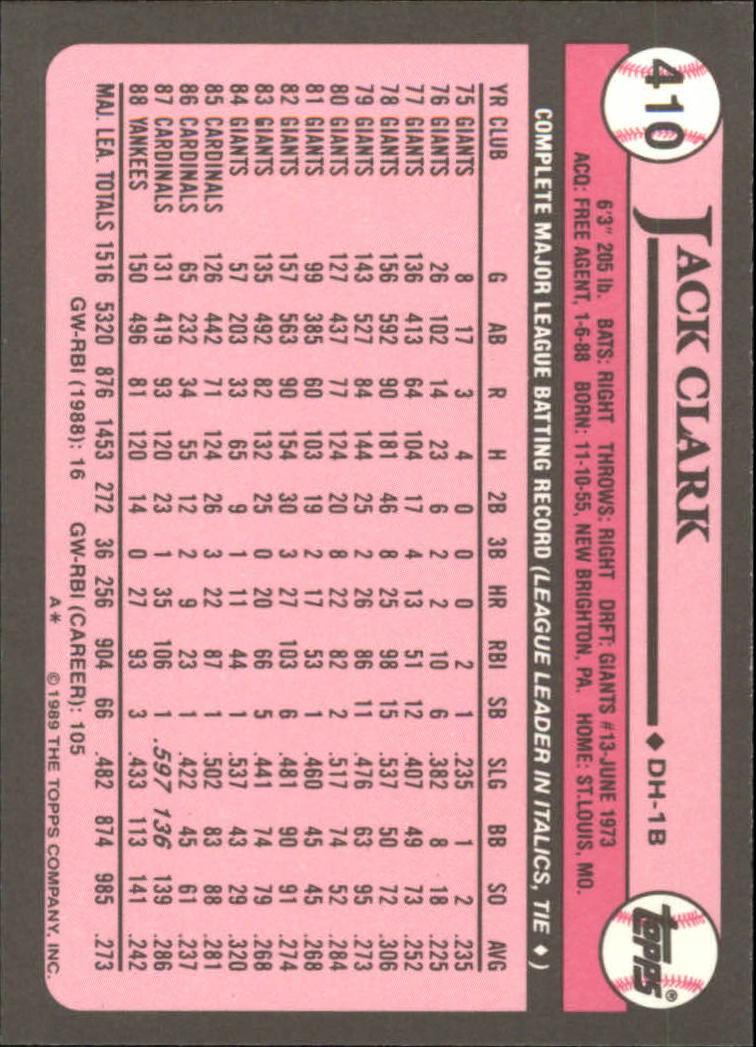 410
JACK CLARK ◆ DH-1B
Topps®
6'3" 205 lb. BATS: RIGHT THROWS: RIGHT DRFT: GIANTS #13-JUNE 1973
ACQ: FREE AGENT, 1-6-88 BORN: 11-10-55, NEW BRIGHTON, PA. HOME: ST.LOUIS, MO.
COMPLETE MAJOR LEAGUE BATTING RECORD (LEAGUE LEADER IN ITALICS, TIE ◆)
YR CLUB G AB R H 2B 3B HR RBI SB SLG BB SO AVG
75 GIANTS 8 17 3 4 0 0 0 2 1 .235 1 2 .235
76 GIANTS 26 102 14 23 6 2 2 10 6 .382 8 18 .225
77 GIANTS 136 413 64 104 17 4 13 51 12 .407 49 73 .252
78 GIANTS 156 592 90 181 46 8 25 98 15 .537 50 72 .306
79 GIANTS 143 527 84 144 25 2 26 86 11 .476 63 95 .273
80 GIANTS 127 437 77 124 20 8 22 82 2 .517 74 52 .284
81 GIANTS 99 385 60 103 19 2 17 53 1 .460 45 45 .268
82 GIANTS 157 563 90 154 30 3 27 103 6 .481 90 91 .274
83 GIANTS 135 492 82 132 25 0 20 66 5 .441 74 79 .268
84 GIANTS 57 203 33 65 9 1 11 44 1 .537 43 29 .320
85 CARDINALS 126 442 71 124 26 3 22 87 1 .502 83 88 .281
86 CARDINALS 65 232 34 55 12 2 9 23 1 .422 45 61 .237
87 CARDINALS 131 419 93 120 23 1 35 106 1 .597 136 139 .286
88 YANKEES 150 496 81 120 14 0 27 93 3 .433 113 141 .242
MAJ. LEA. TOTALS 1516 5320 876 1453 272 36 256 904 66 .482 874 985 .273
GW-RBI (1988): 16 GW-RBI (CAREER): 105
A* © 1989 THE TOPPS COMPANY, INC.